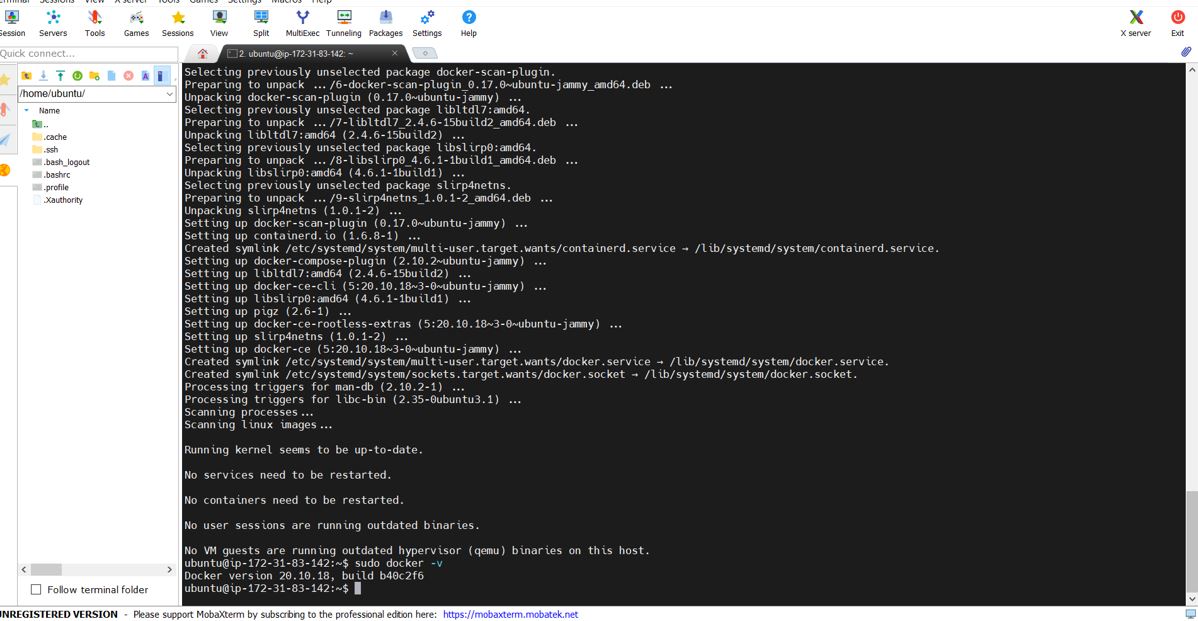 Terminal Sessions View X server Tools Games Settings Macros Help
Session Servers Tools Games Sessions View Split MultiExec Tunneling Packages Settings Help X server Exit
Quick connect...
2. ubuntu@ip-172-31-83-142: ~
/home/ubuntu/
Name
..
.cache
.ssh
.bash_logout
.bashrc
.profile
.Xauthority
Selecting previously unselected package docker-scan-plugin.
Preparing to unpack .../6-docker-scan-plugin_0.17.0~ubuntu-jammy_amd64.deb ...
Unpacking docker-scan-plugin (0.17.0~ubuntu-jammy) ...
Selecting previously unselected package libltdl7:amd64.
Preparing to unpack .../7-libltdl7_2.4.6-15build2_amd64.deb ...
Unpacking libltdl7:amd64 (2.4.6-15build2) ...
Selecting previously unselected package libslirp0:amd64.
Preparing to unpack .../8-libslirp0_4.6.1-1build1_amd64.deb ...
Unpacking libslirp0:amd64 (4.6.1-1build1) ...
Selecting previously unselected package slirp4netns.
Preparing to unpack .../9-slirp4netns_1.0.1-2_amd64.deb ...
Unpacking slirp4netns (1.0.1-2) ...
Setting up docker-scan-plugin (0.17.0~ubuntu-jammy) ...
Setting up containerd.io (1.6.8-1) ...
Created symlink /etc/systemd/system/multi-user.target.wants/containerd.service → /lib/systemd/system/containerd.service.
Setting up docker-compose-plugin (2.10.2~ubuntu-jammy) ...
Setting up libltdl7:amd64 (2.4.6-15build2) ...
Setting up docker-ce-cli (5:20.10.18~3-0~ubuntu-jammy) ...
Setting up libslirp0:amd64 (4.6.1-1build1) ...
Setting up pigz (2.6-1) ...
Setting up docker-ce-rootless-extras (5:20.10.18~3-0~ubuntu-jammy) ...
Setting up slirp4netns (1.0.1-2) ...
Setting up docker-ce (5:20.10.18~3-0~ubuntu-jammy) ...
Created symlink /etc/systemd/system/multi-user.target.wants/docker.service → /lib/systemd/system/docker.service.
Created symlink /etc/systemd/system/sockets.target.wants/docker.socket → /lib/systemd/system/docker.socket.
Processing triggers for man-db (2.10.2-1) ...
Processing triggers for libc-bin (2.35-0ubuntu3.1) ...
Scanning processes...
Scanning linux images...
Running kernel seems to be up-to-date.
No services need to be restarted.
No containers need to be restarted.
No user sessions are running outdated binaries.
No VM guests are running outdated hypervisor (qemu) binaries on this host.
ubuntu@ip-172-31-83-142:~$ sudo docker -v
Docker version 20.10.18, build b40c2f6
ubuntu@ip-172-31-83-142:~$
Follow terminal folder
UNREGISTERED VERSION - Please support MobaXterm by subscribing to the professional edition here: https://mobaxterm.mobatek.net